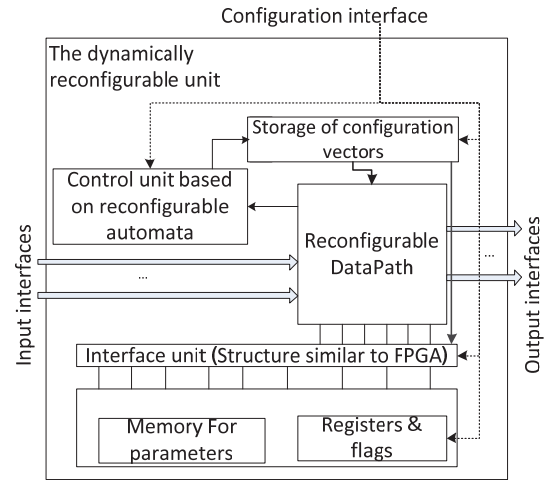 Configuration interface
The dynamically
reconfigurable unit
Storage of configuration
vectors
Control unit based
on reconfigurable
automata
Reconfigurable
DataPath
Input interfaces
...
...
Output interfaces
Interface unit (Structure similar to FPGA)
Memory For
parameters
Registers &
flags